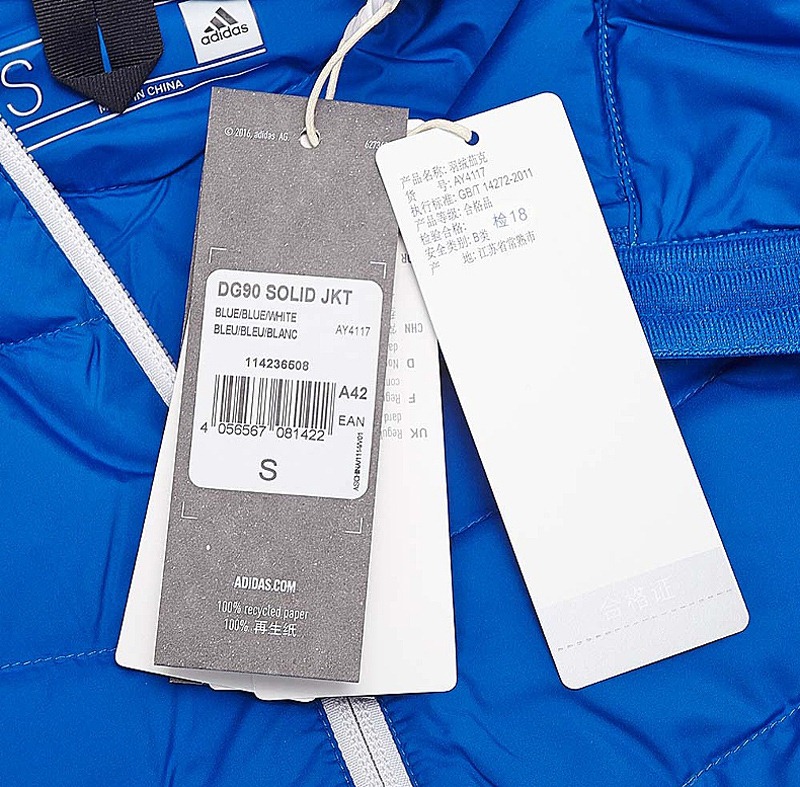 adidas
S
MADE IN CHINA
© 2016, adidas AG.
DG90 SOLID JKT
BLUE/BLUE/WHITE
BLEU/BLEU/BLANC AY4117
114236508
A42
EAN
4 056567 081422
S
ADIDAS.COM
100% recycled paper
100% 再生纸
CHN
D
F
UK
产品名称: 羽绒茄克
货 号: AY4117
执行标准: GB/T 14272-2011
产品等级: 合格品
检验合格: 检18
安全类别: B类
产 地: 江苏省常熟市
合格证